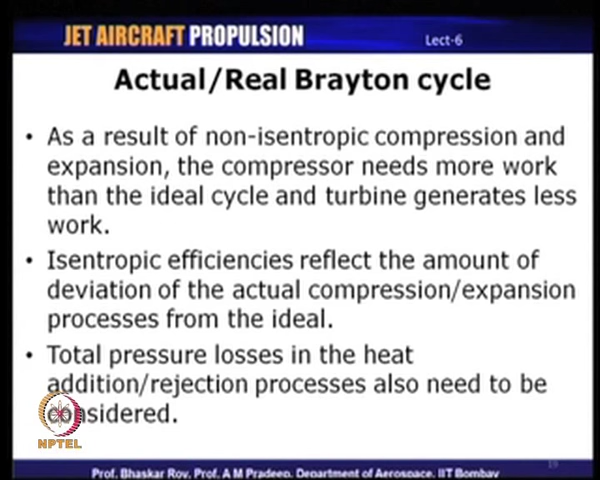 JET AIRCRAFT PROPULSION
Lect-6
Actual/Real Brayton cycle
• As a result of non-isentropic compression and
expansion, the compressor needs more work
than the ideal cycle and turbine generates less
work.
• Isentropic efficiencies reflect the amount of
deviation of the actual compression/expansion
processes from the ideal.
• Total pressure losses in the heat
addition/rejection processes also need to be
considered.
NPTEL
19
Prof. Bhaskar Roy, Prof. A M Pradeep, Department of Aerospace, IIT Bombay